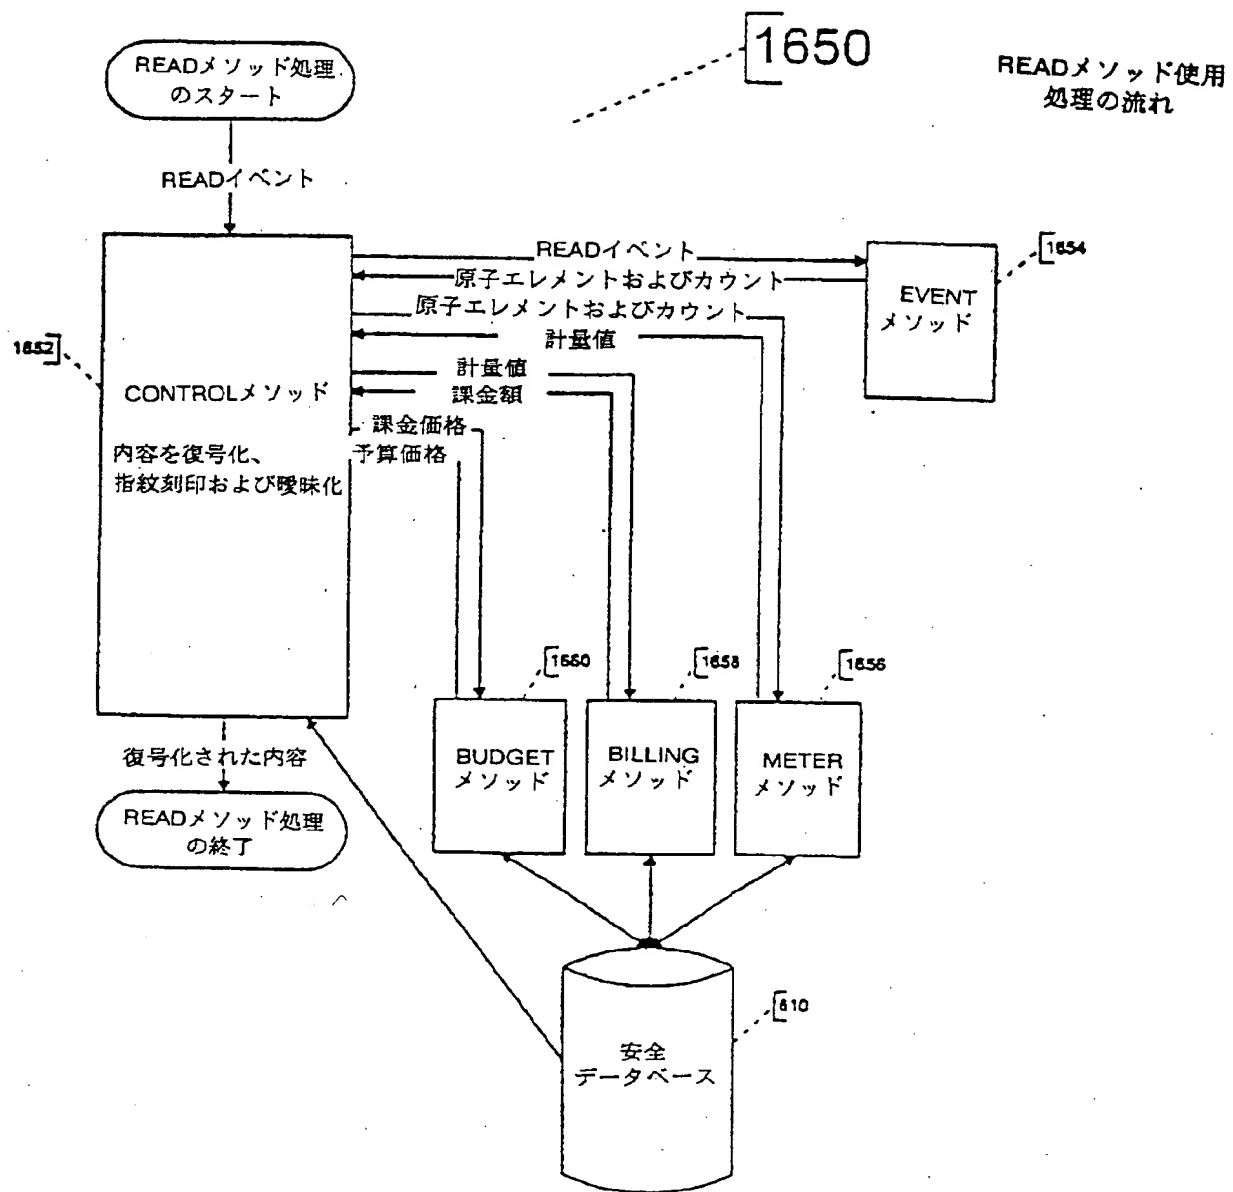 1650
READメソッド使用
処理の流れ
READメソッド処理
のスタート
READイベント
READイベント
原子エレメントおよびカウント
原子エレメントおよびカウント
計量値
計量値
課金額
課金価格
予算価格
1652
CONTROLメソッド
内容を復号化、
指紋刻印および曖昧化
1654
EVENT
メソッド
1660
BUDGET
メソッド
1658
BILLING
メソッド
1656
METER
メソッド
復号化された内容
READメソッド処理
の終了
610
安全
データベース